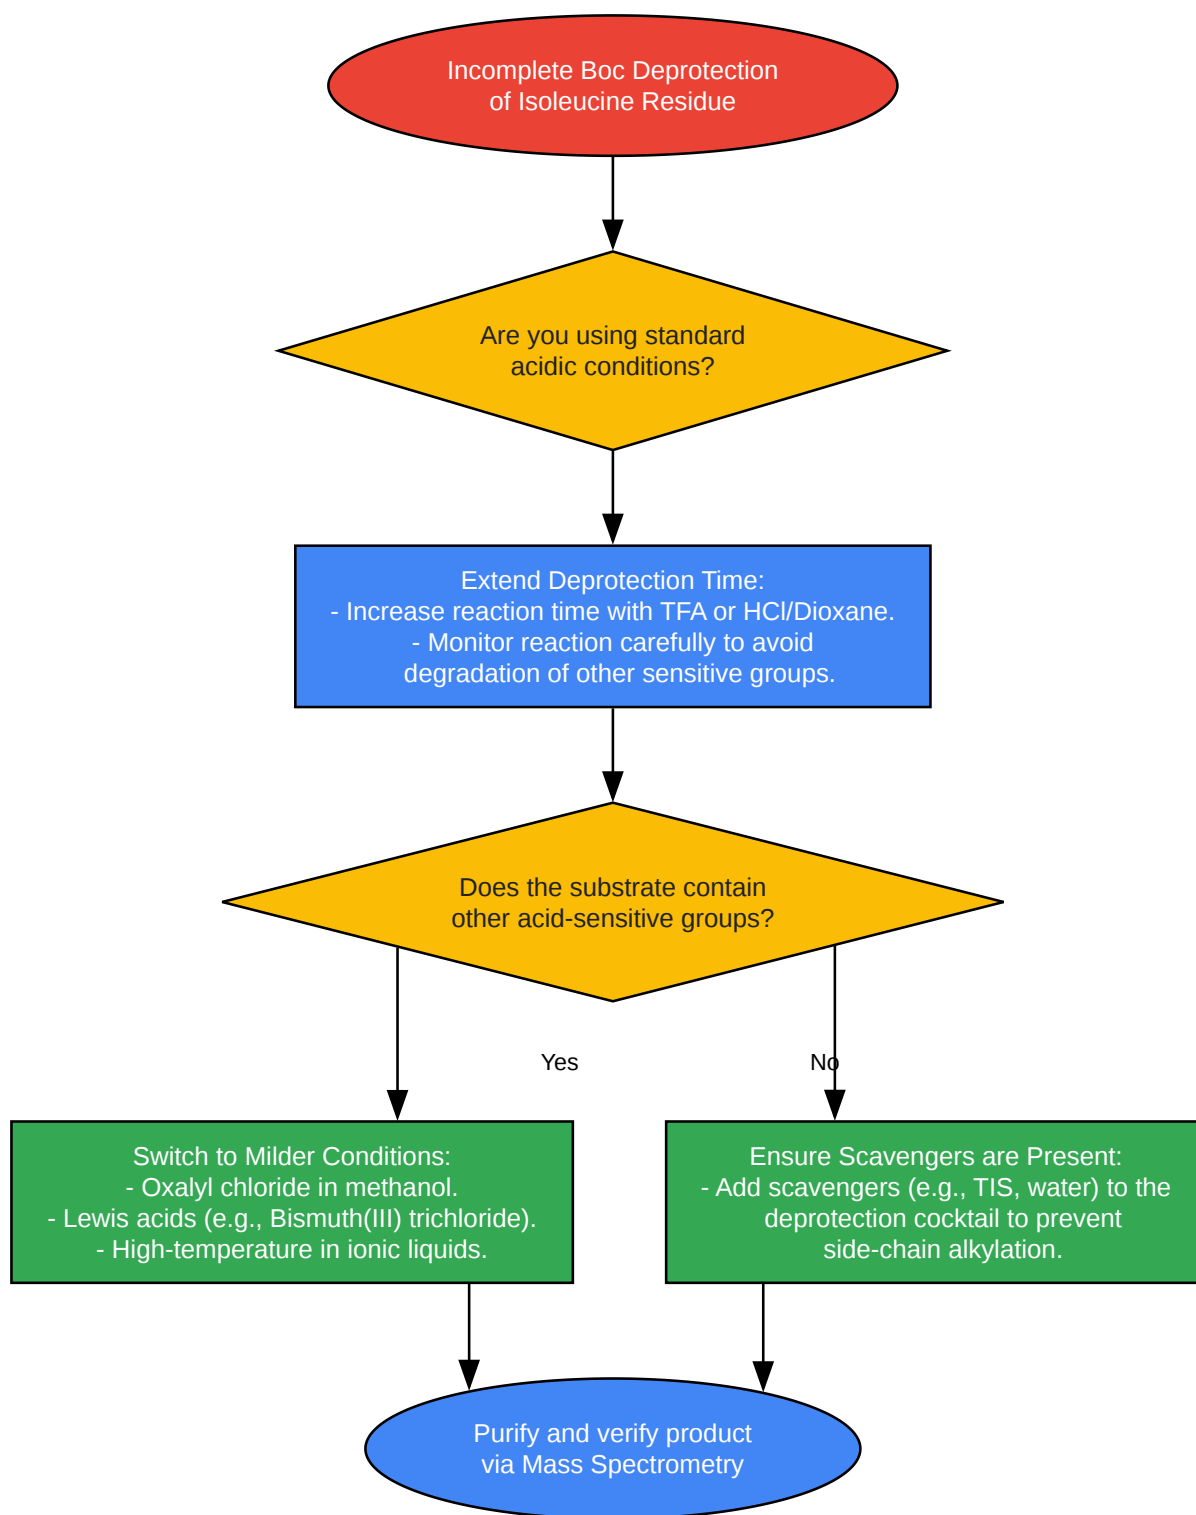 Incomplete Boc Deprotection
of Isoleucine Residue
Are you using standard
acidic conditions?
Extend Deprotection Time:
- Increase reaction time with TFA or HCl/Dioxane.
- Monitor reaction carefully to avoid
degradation of other sensitive groups.
Does the substrate contain
other acid-sensitive groups?
Yes
No
Switch to Milder Conditions:
- Oxalyl chloride in methanol.
- Lewis acids (e.g., Bismuth(III) trichloride).
- High-temperature in ionic liquids.
Ensure Scavengers are Present:
- Add scavengers (e.g., TIS, water) to the
deprotection cocktail to prevent
side-chain alkylation.
Purify and verify product
via Mass Spectrometry